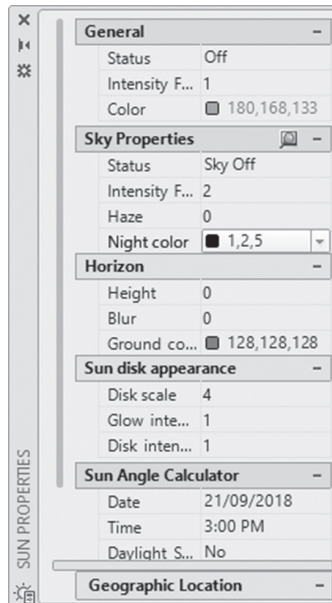 General
Status Off
Intensity F... 1
Color 180,168,133
Sky Properties
Status Sky Off
Intensity F... 2
Haze 0
Night color 1,2,5
Horizon
Height 0
Blur 0
Ground co... 128,128,128
Sun disk appearance
Disk scale 4
Glow inte... 1
Disk inten... 1
Sun Angle Calculator
Date 21/09/2018
Time 3:00 PM
Daylight S... No
Geographic Location
SUN PROPERTIES